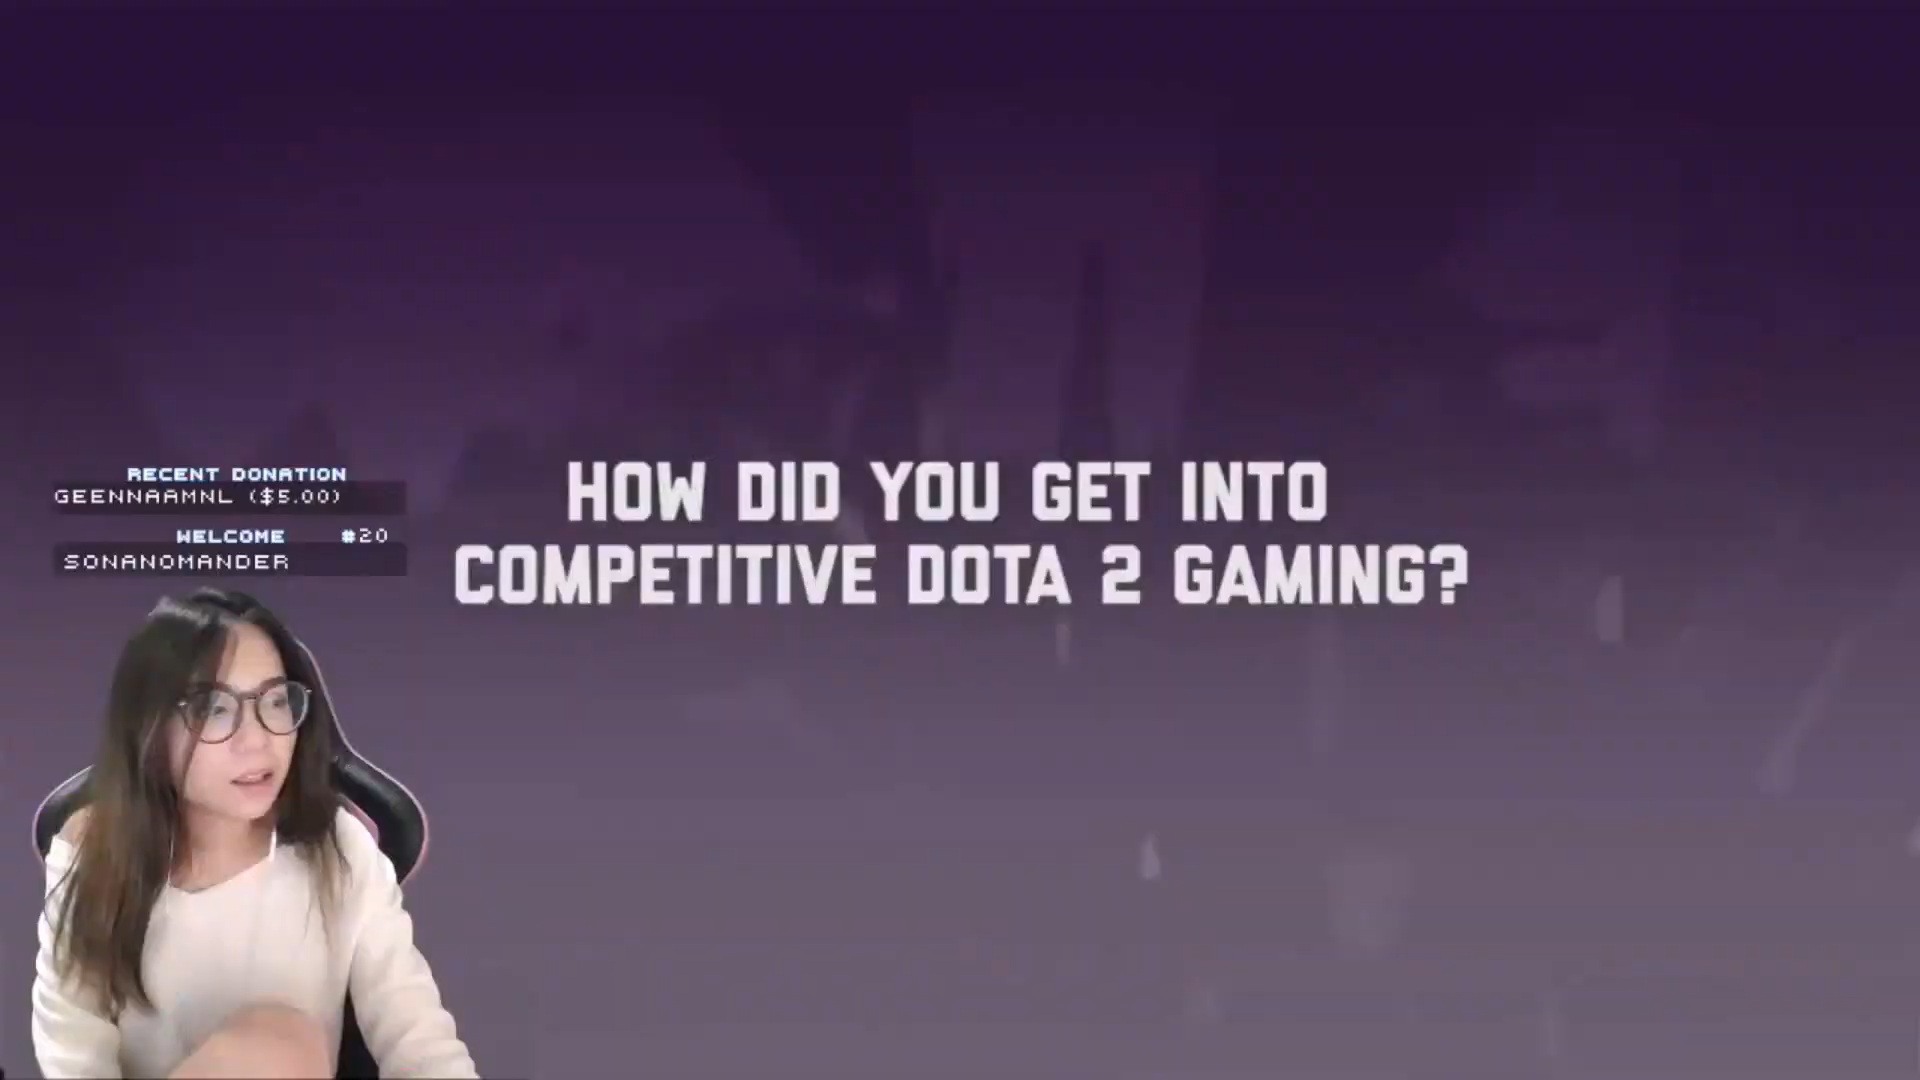 RECENT DONATION
GEENNAAMNL ($5.00)
WELCOME #20
SONANOMANDER
HOW DID YOU GET INTO
COMPETITIVE DOTA 2 GAMING?